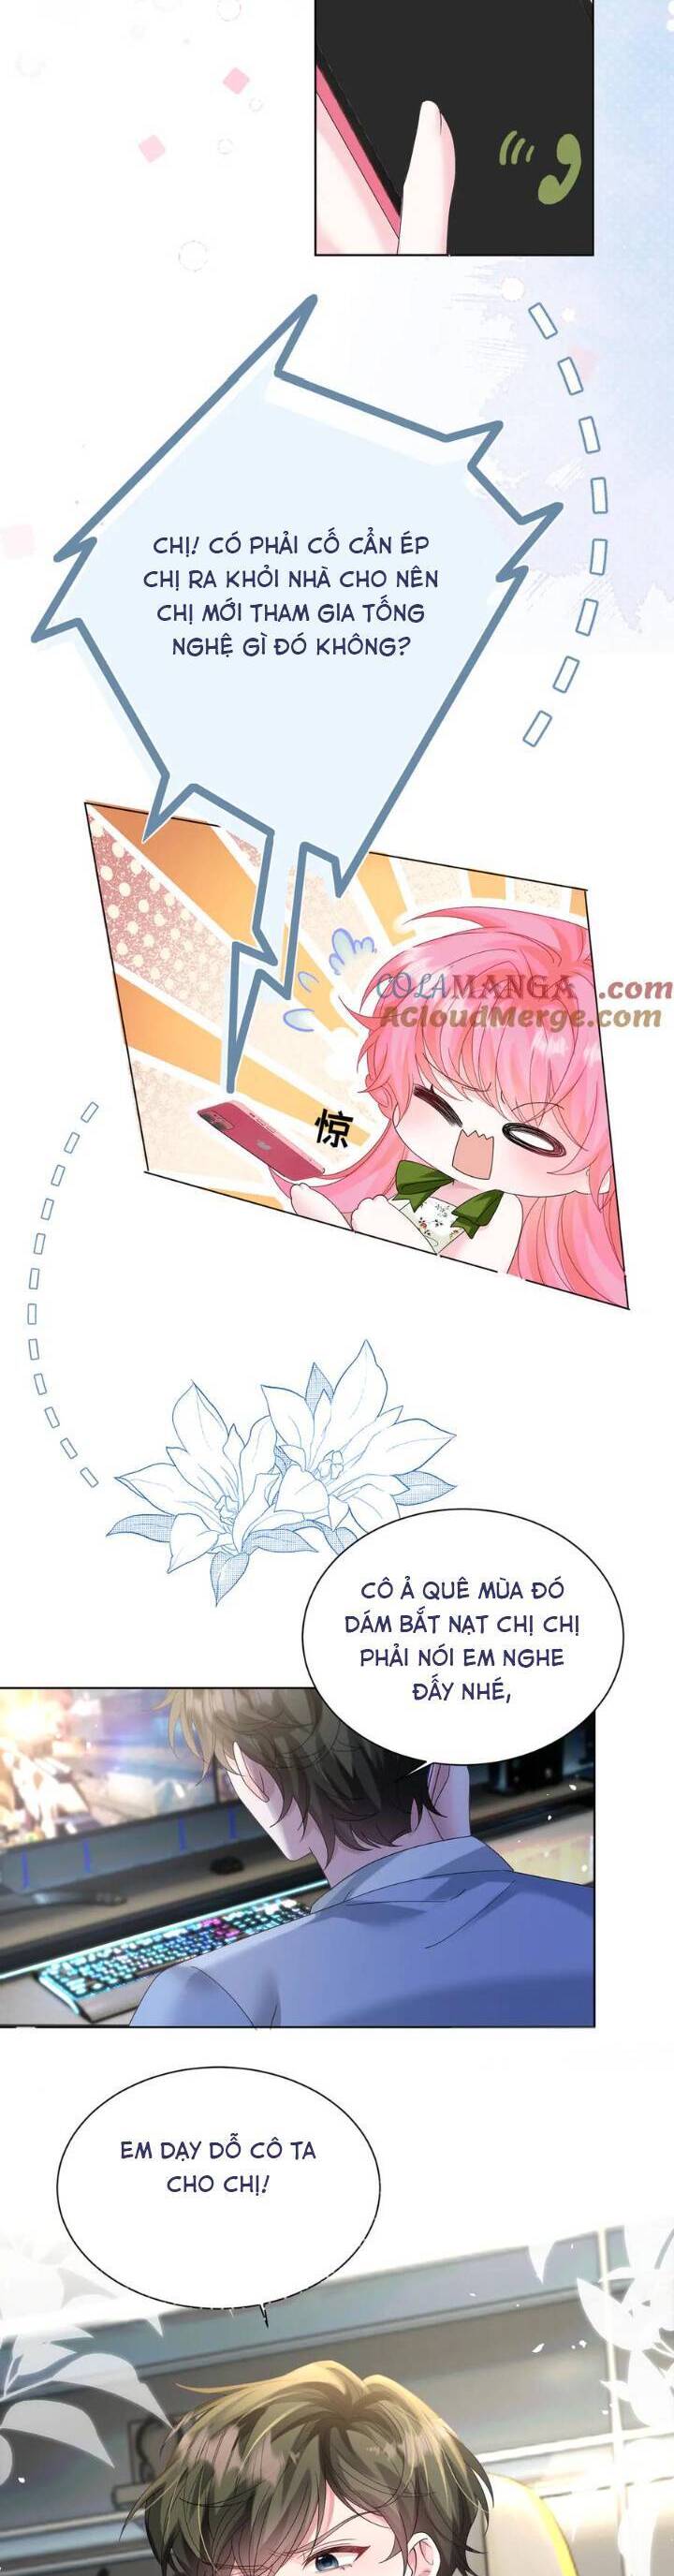 CHỊ! CÓ PHẢI CỐ CẨN ÉP
CHỊ RA KHỎI NHÀ CHO NÊN
CHỊ MỚI THAM GIA TỐNG
NGHỆ GÌ ĐÓ KHÔNG?
COLAMANGA .com
ACloudMerge.com
惊
CÔ Ả QUÊ MÙA ĐÓ
DÁM BẮT NẠT CHỊ CHỊ
PHẢI NÓI EM NGHE
ĐẤY NHÉ,
EM DẠY DỖ CÔ TA
CHO CHỊ!